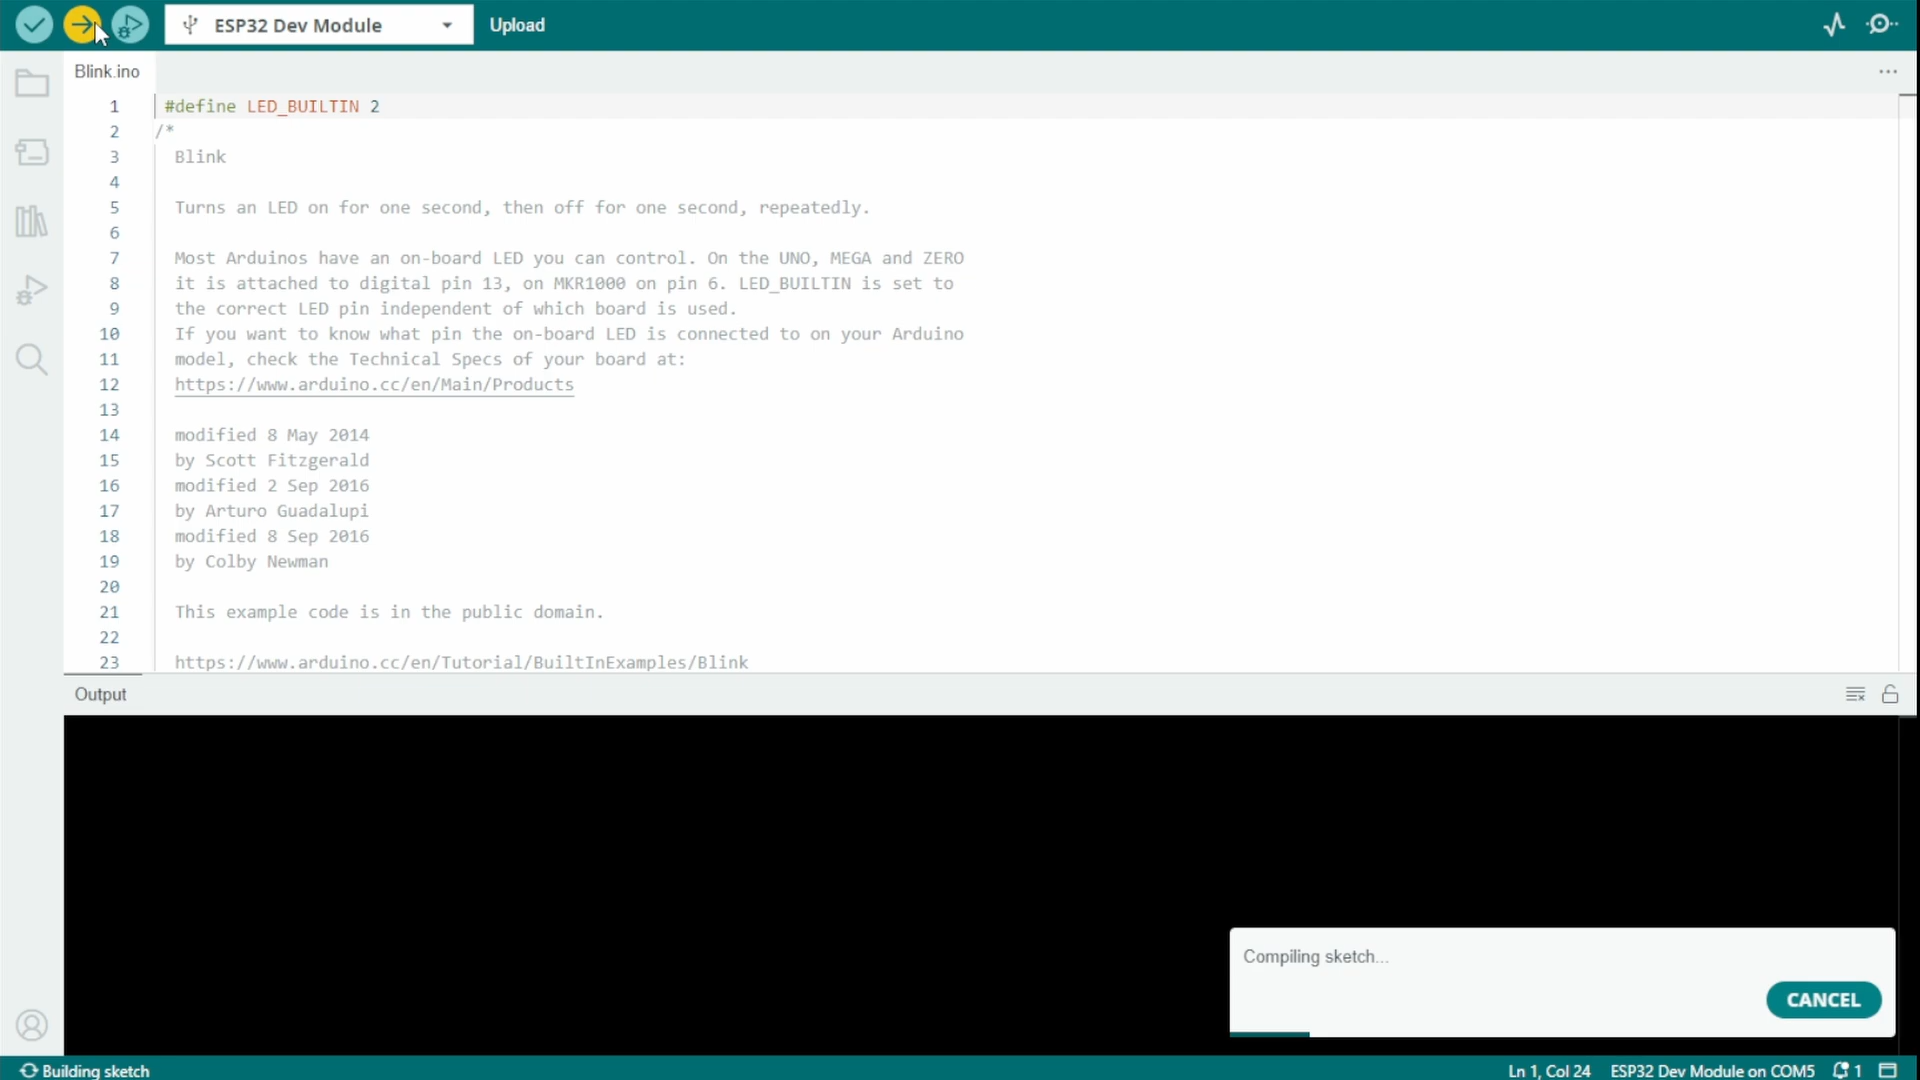 ESP32 Dev Module
Upload
Blink.ino
1 #define LED_BUILTIN 2
2 /*
3 Blink
4
5 Turns an LED on for one second, then off for one second, repeatedly.
6
7 Most Arduinos have an on-board LED you can control. On the UNO, MEGA and ZERO
8 it is attached to digital pin 13, on MKR1000 on pin 6. LED_BUILTIN is set to
9 the correct LED pin independent of which board is used.
10 If you want to know what pin the on-board LED is connected to on your Arduino
11 model, check the Technical Specs of your board at:
12 https://www.arduino.cc/en/Main/Products
13
14 modified 8 May 2014
15 by Scott Fitzgerald
16 modified 2 Sep 2016
17 by Arturo Guadalupi
18 modified 8 Sep 2016
19 by Colby Newman
20
21 This example code is in the public domain.
22
23 https://www.arduino.cc/en/Tutorial/BuiltInExamples/Blink
Output
Compiling sketch...
CANCEL
Building sketch
Ln 1, Col 24
ESP32 Dev Module on COM5
1